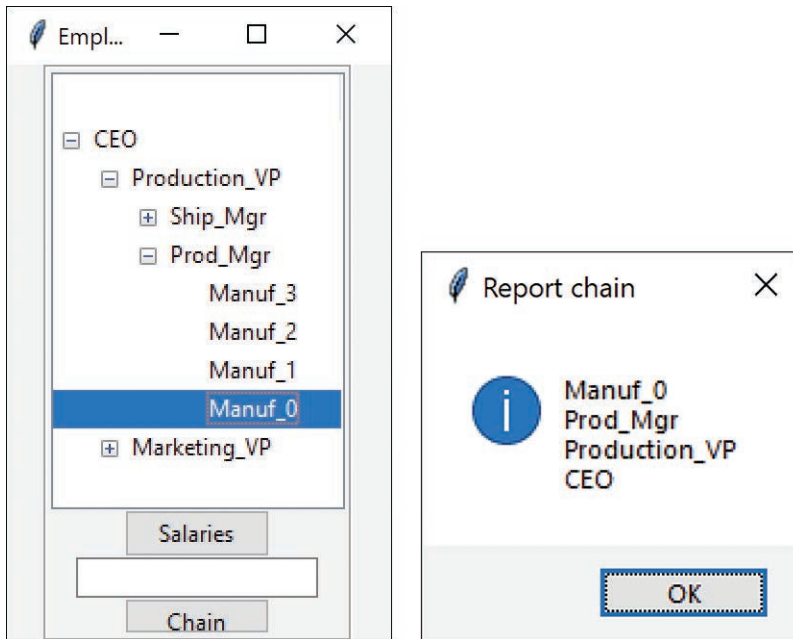 Empl...
CEO
Production_VP
Ship_Mgr
Prod_Mgr
Manuf_3
Manuf_2
Manuf_1
Manuf_0
Marketing_VP
Salaries
Chain
Report chain
Manuf_0
Prod_Mgr
Production_VP
CEO
OK